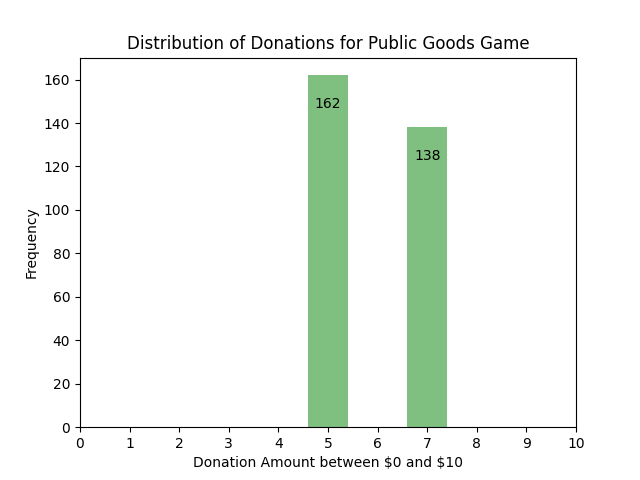 Distribution of Donations for Public Goods Game
Frequency
160
140
120
100
80
60
40
20
0
162
138
0 1 2 3 4 5 6 7 8 9 10
Donation Amount between $0 and $10